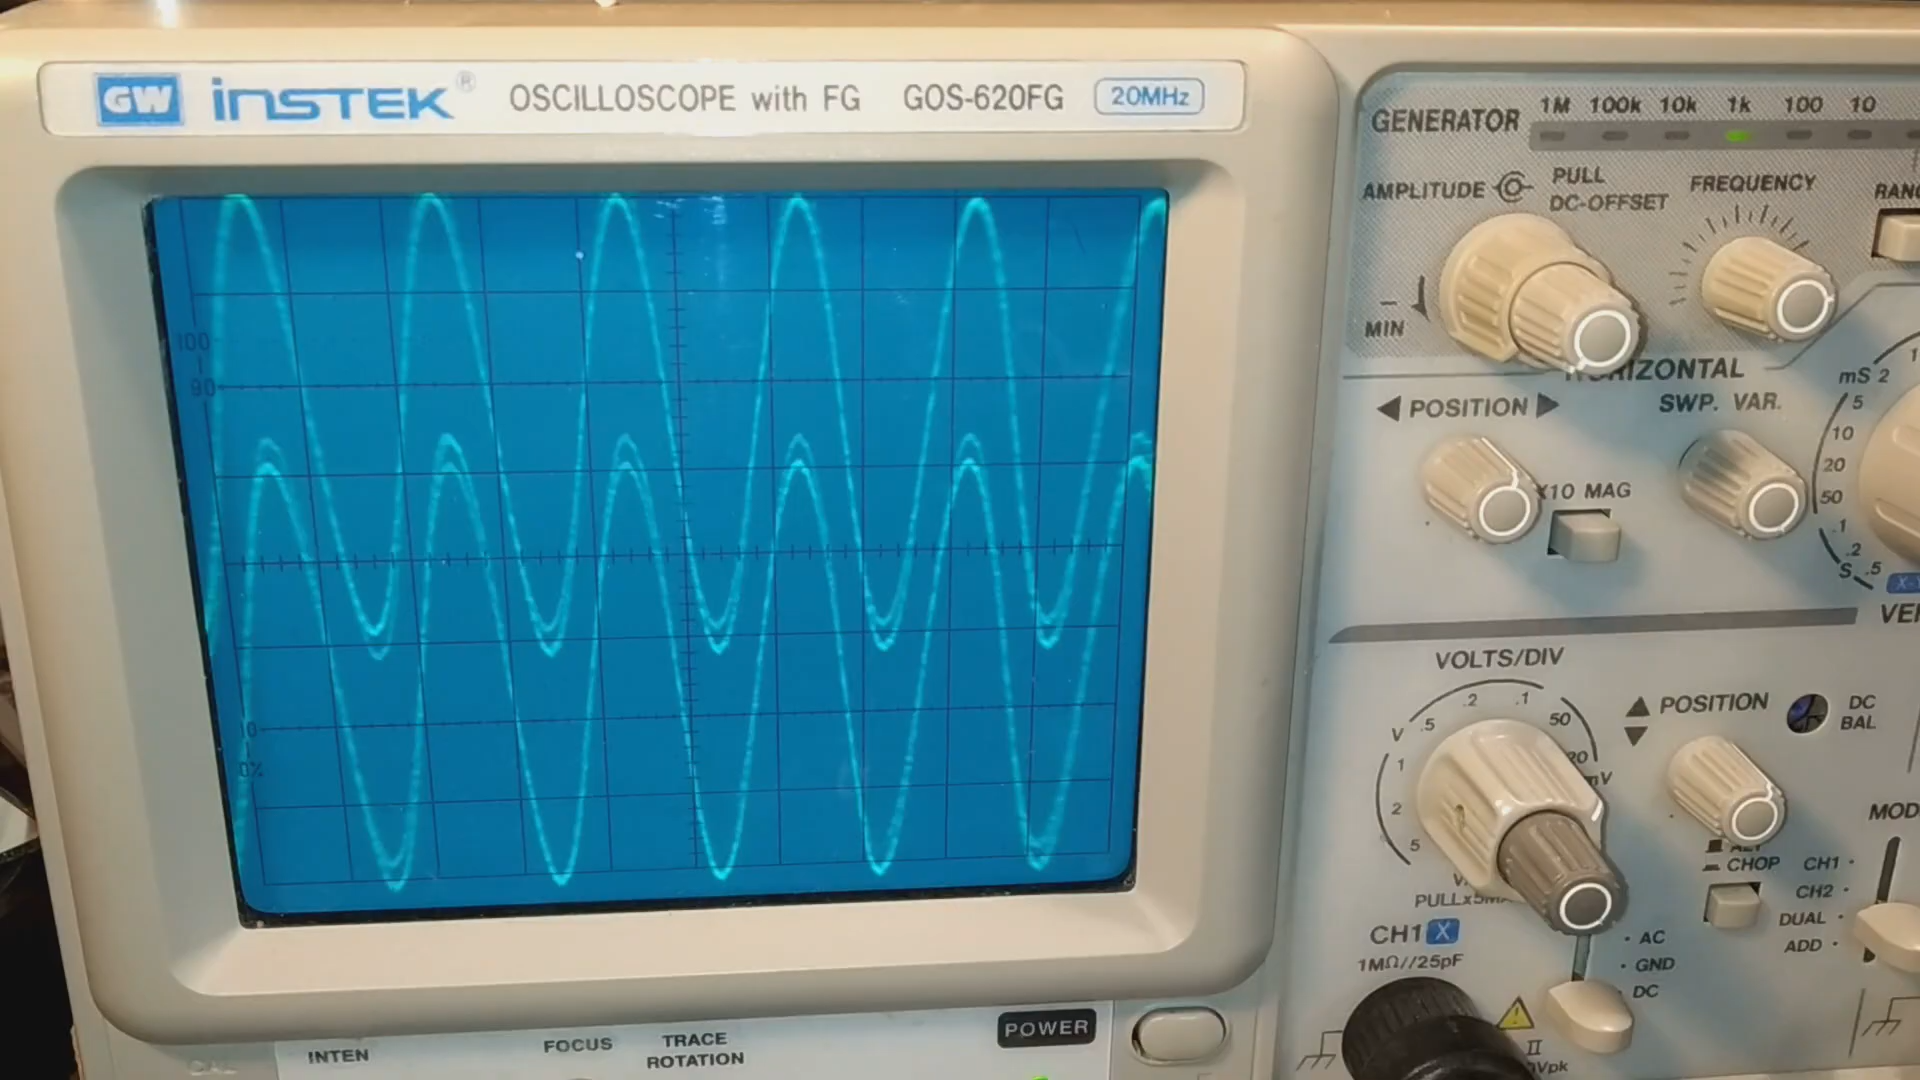 GW INSTEK ® OSCILLOSCOPE with FG GOS-620FG 20MHz
GENERATOR 1M 100k 10k 1k 100 10
AMPLITUDE PULL DC-OFFSET FREQUENCY
MIN
HORIZONTAL
POSITION SWP. VAR.
mS 2
5
10
20
50
.1
.2
S .5
X10 MAG
100
90
10
0%
VOLTS/DIV
V .5 .2 .1 50
1 20
mV
2
5
POSITION DC BAL
CHOP
CH1
CH2
DUAL
ADD
CH1 X
1MΩ//25pF
AC
GND
DC
POWER
INTEN FOCUS TRACE ROTATION